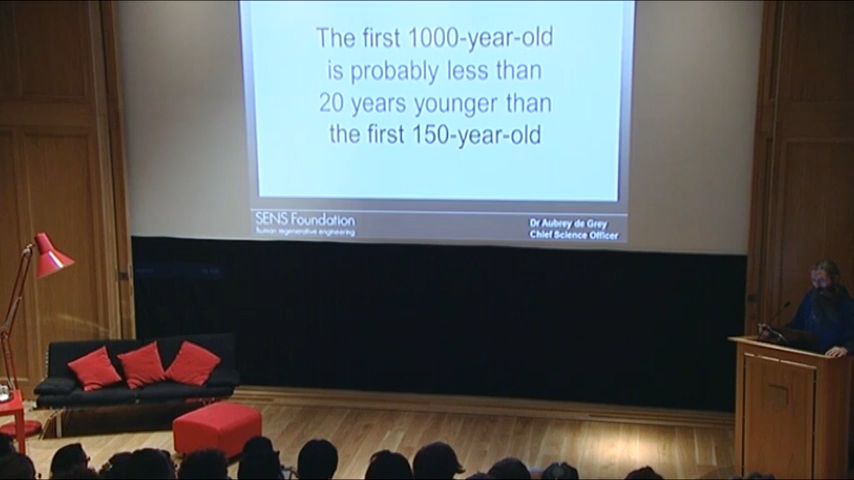 The first 1000-year-old
is probably less than
20 years younger than
the first 150-year-old
SENS Foundation
human regenerative engineering
Dr Aubrey de Grey
Chief Science Officer